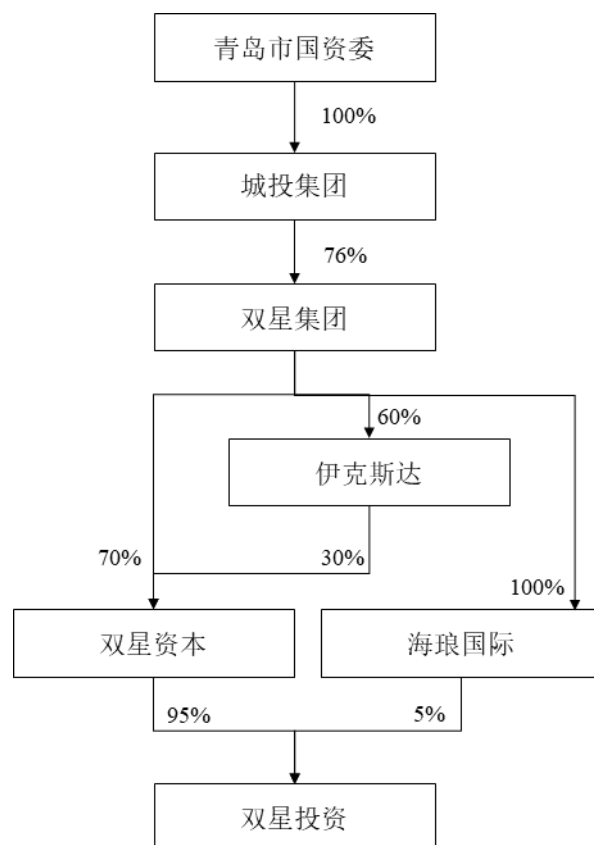 青岛市国资委
100%
城投集团
76%
双星集团
60%
伊克斯达
70%
30%
100%
双星资本
海琅国际
95%
5%
双星投资